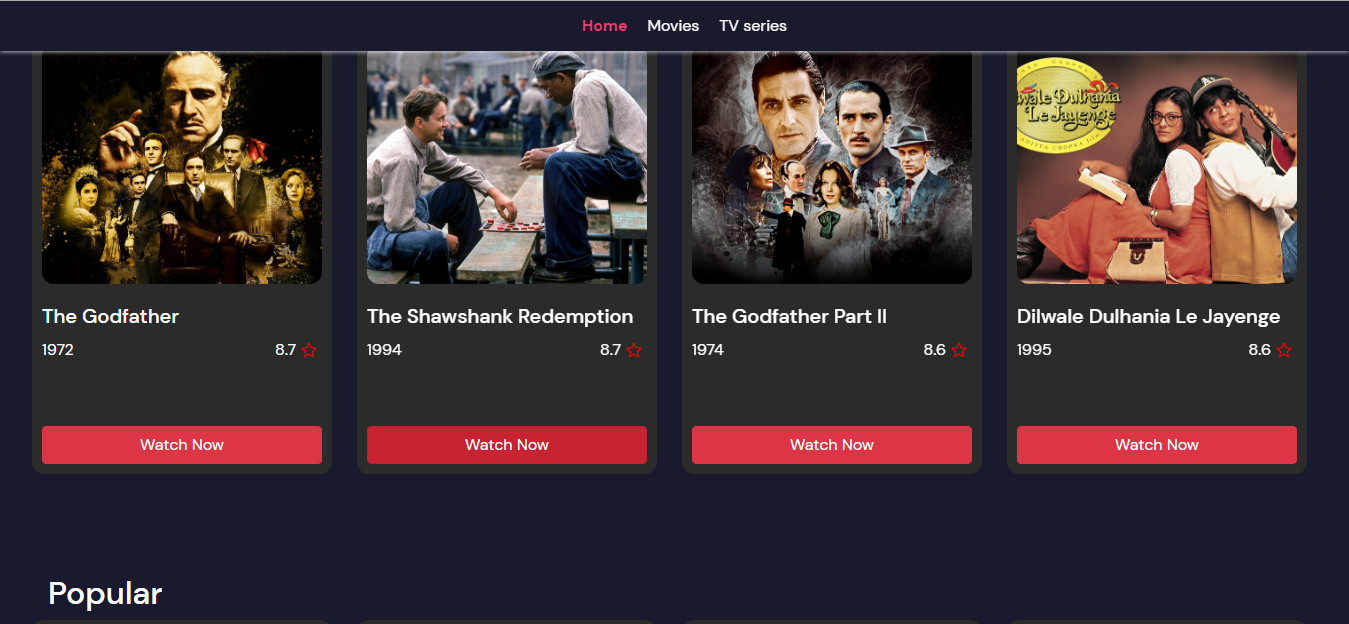 Home Movies TV series
Dilwale Dulhania
Le Jayenge
The Godfather
The Shawshank Redemption
The Godfather Part II
Dilwale Dulhania Le Jayenge
1972 8.7
1994 8.7
1974 8.6
1995 8.6
Watch Now
Watch Now
Watch Now
Watch Now
Popular